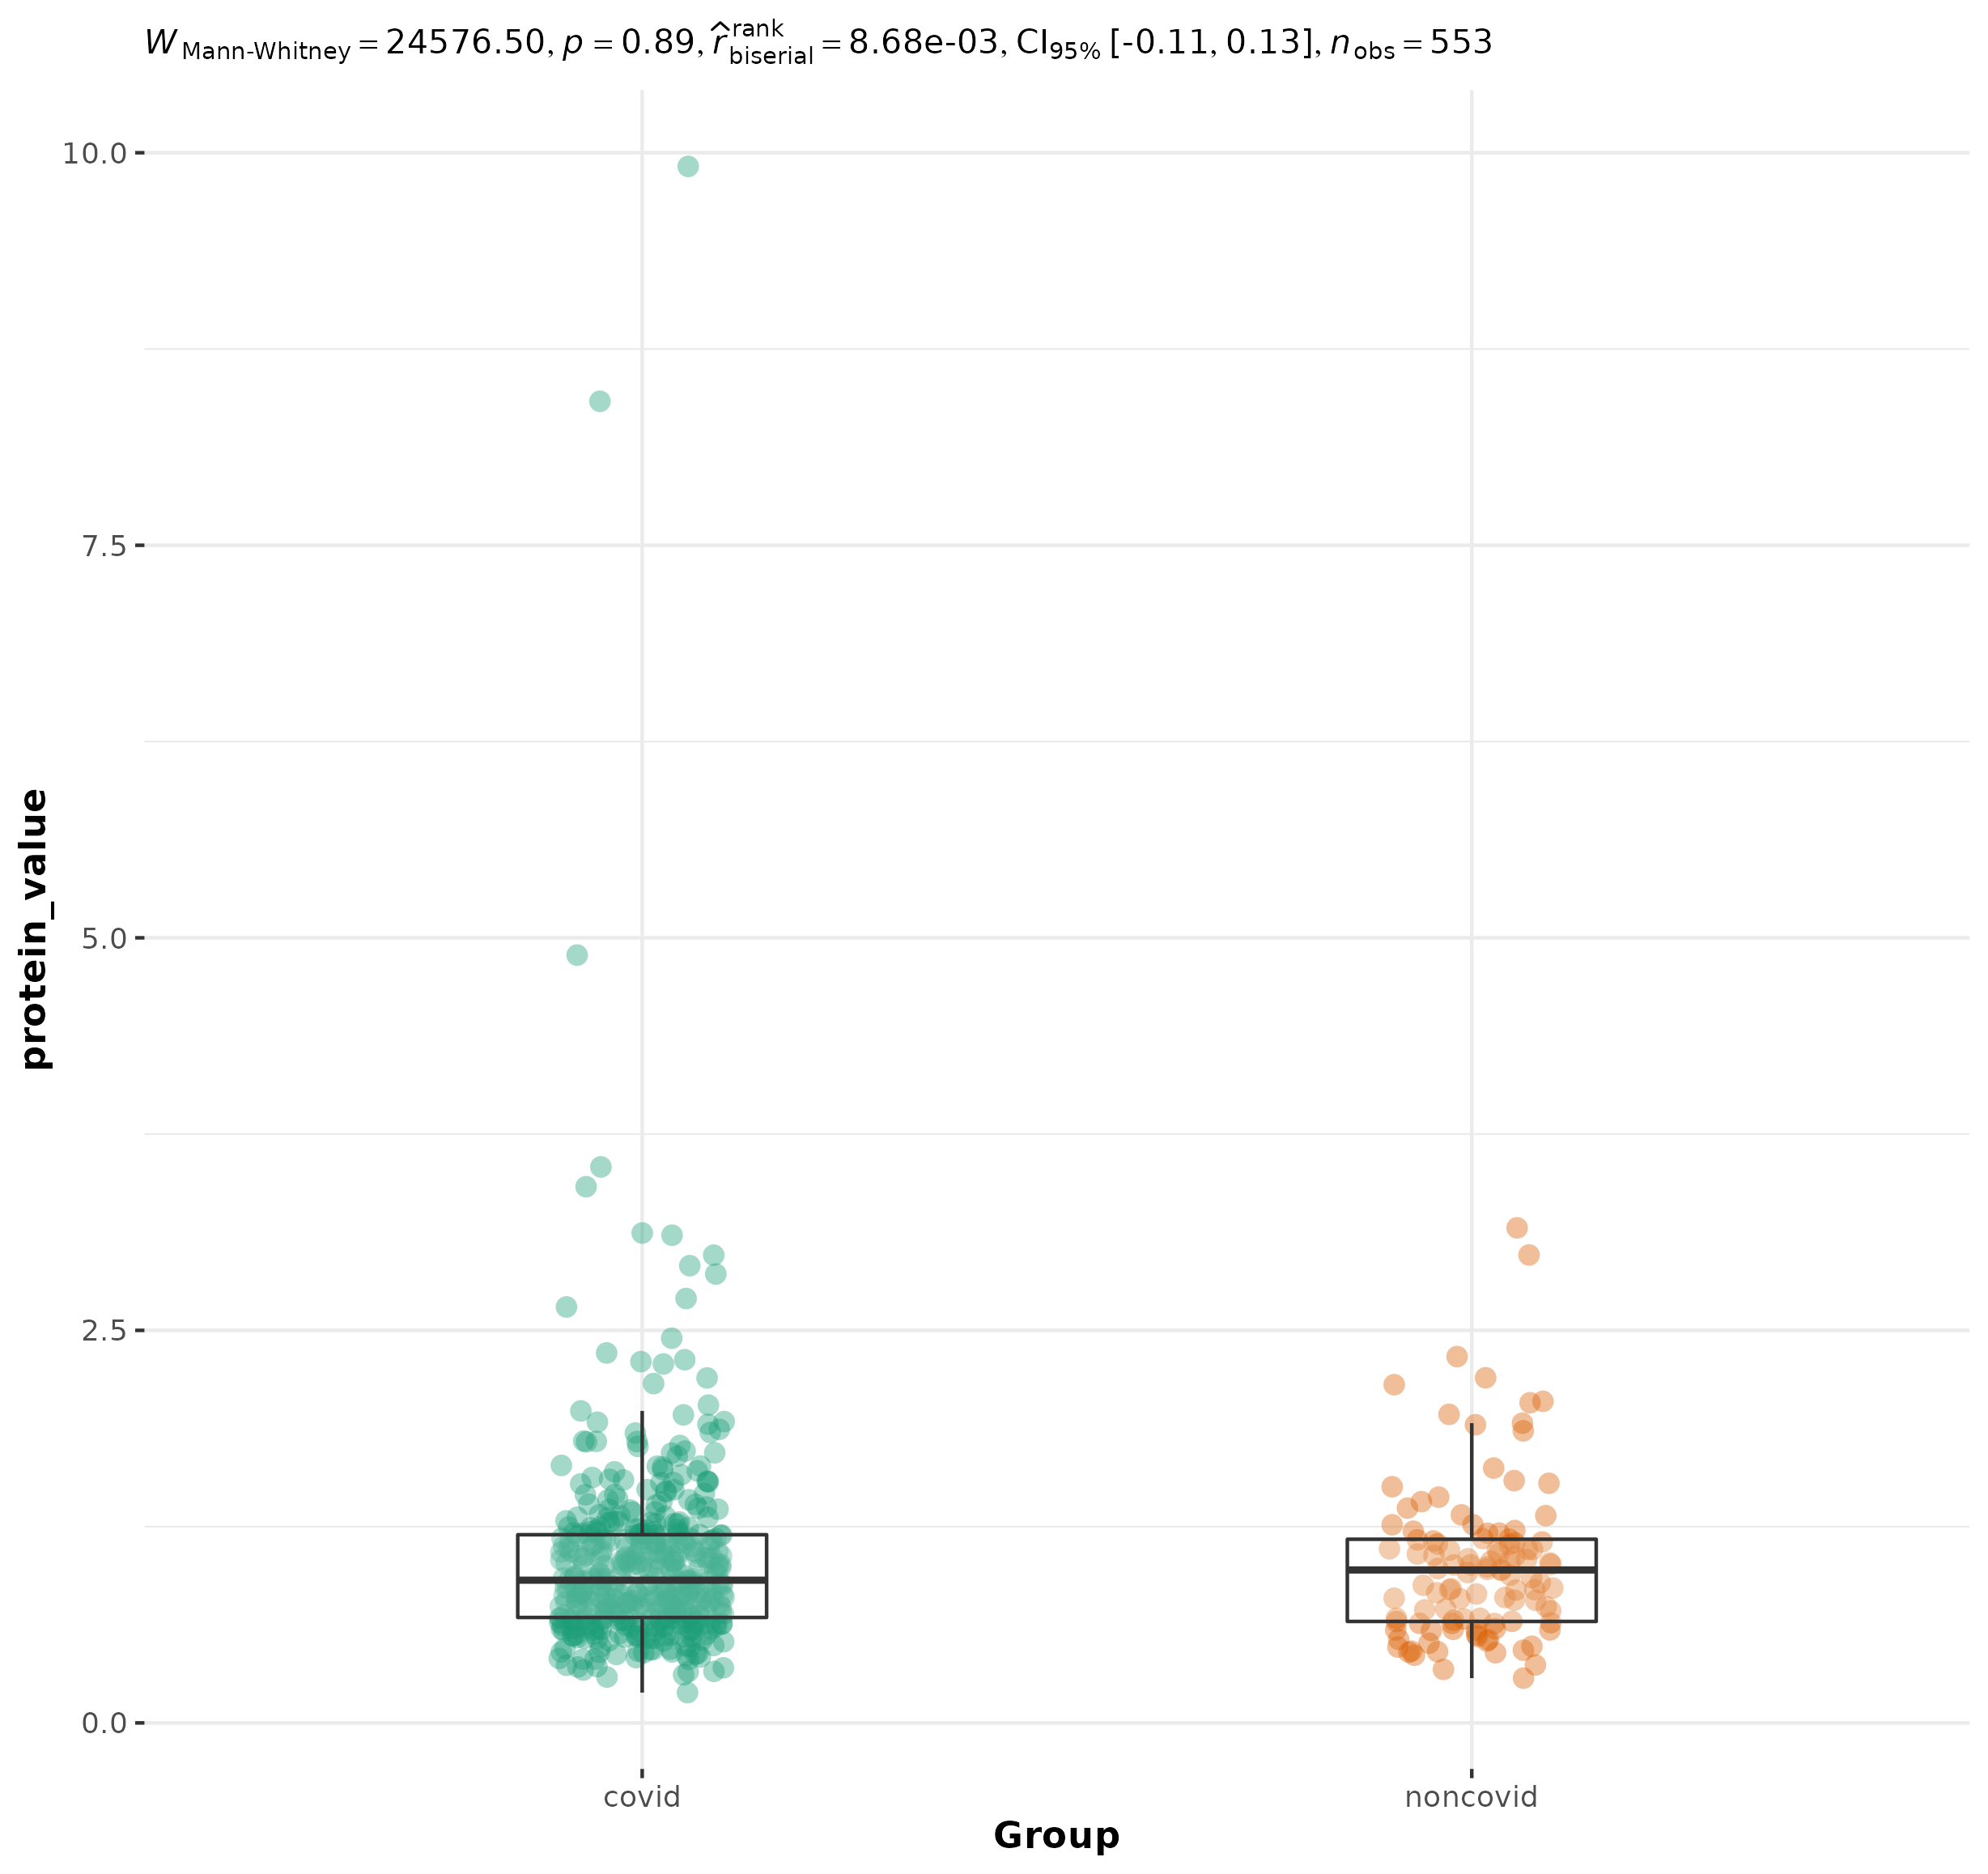 W Mann-Whitney = 24576.50, p = 0.89, r̂ rank biserial = 8.68e-03, CI95% [-0.11, 0.13], n obs = 553
10.0
7.5
5.0
2.5
0.0
protein_value
covid noncovid
Group